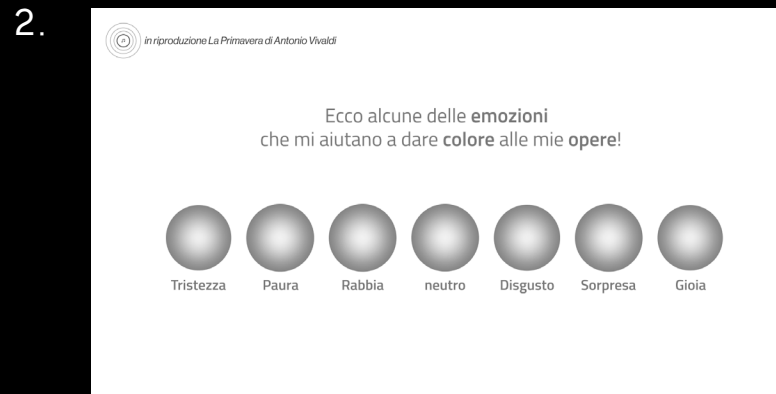 2.
in riproduzione La Primavera di Antonio Vivaldi
Ecco alcune delle emozioni
che mi aiutano a dare colore alle mie opere!
Tristezza Paura Rabbia neutro Disgusto Sorpresa Gioia